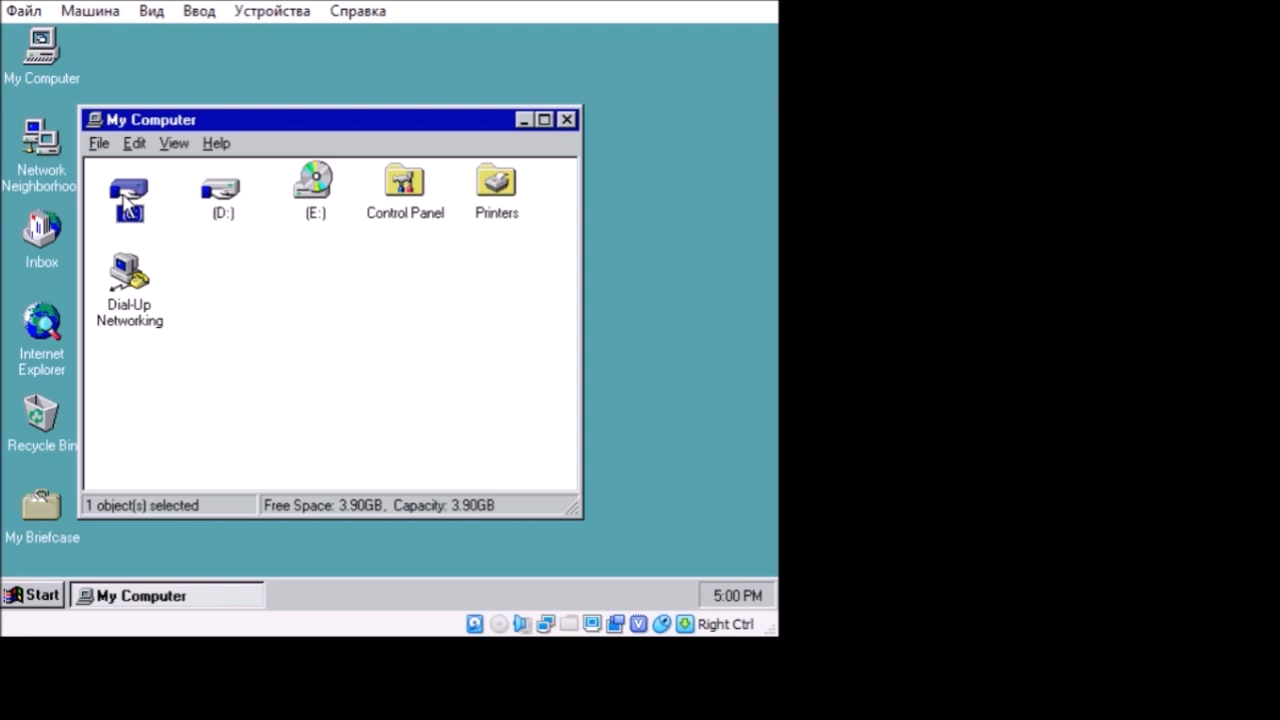 Файл Машина Вид Ввод Устройства Справка
My Computer
Network
Neighborhoo
Inbox
Internet
Explorer
Recycle Bin
My Briefcase
My Computer
File Edit View Help
(D:) (E:) Control Panel Printers
Dial-Up
Networking
1 object(s) selected Free Space: 3.90GB, Capacity: 3.90GB
Start My Computer 5:00 PM
Right Ctrl